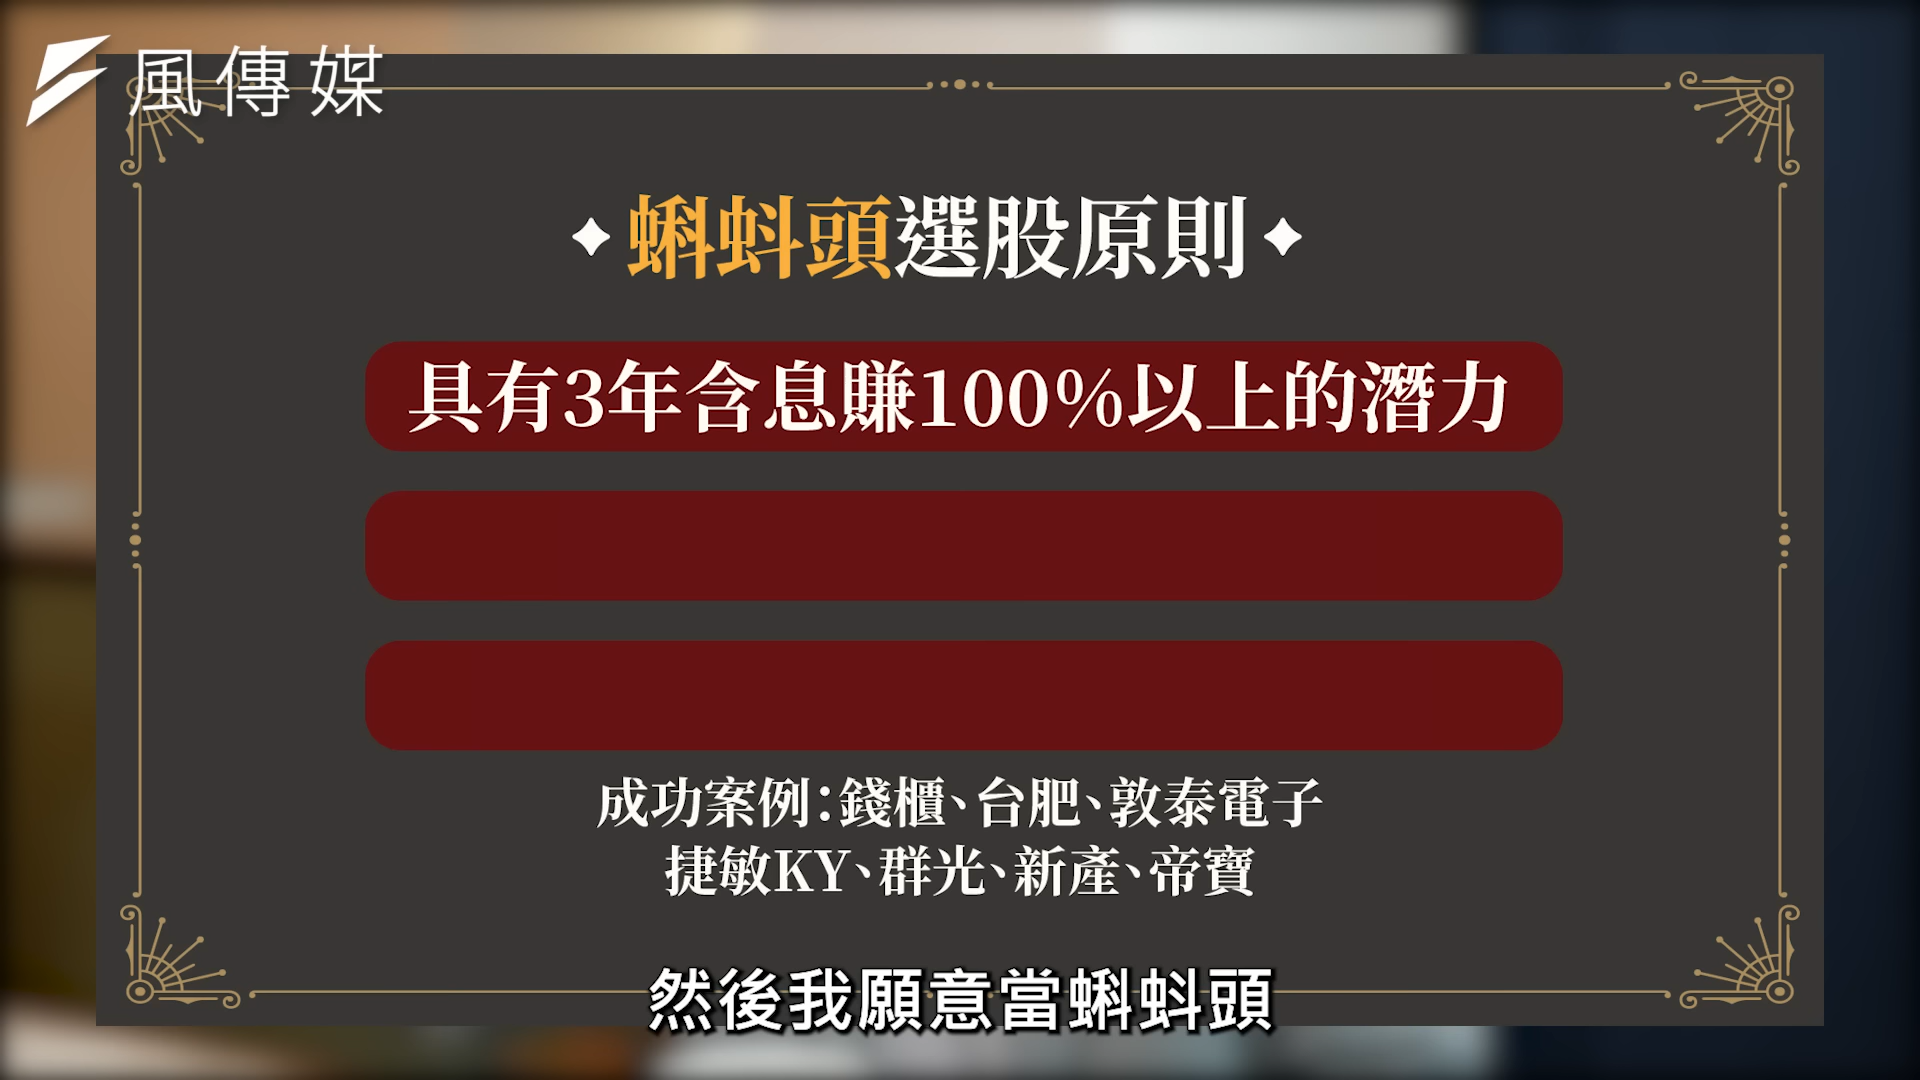 風傳媒
蝌蚪頭選股原則
具有3年含息賺100%以上的潛力
成功案例：錢櫃、台肥、敦泰電子
捷敏KY、群光、新產、帝寶
然後我願意當蝌蚪頭